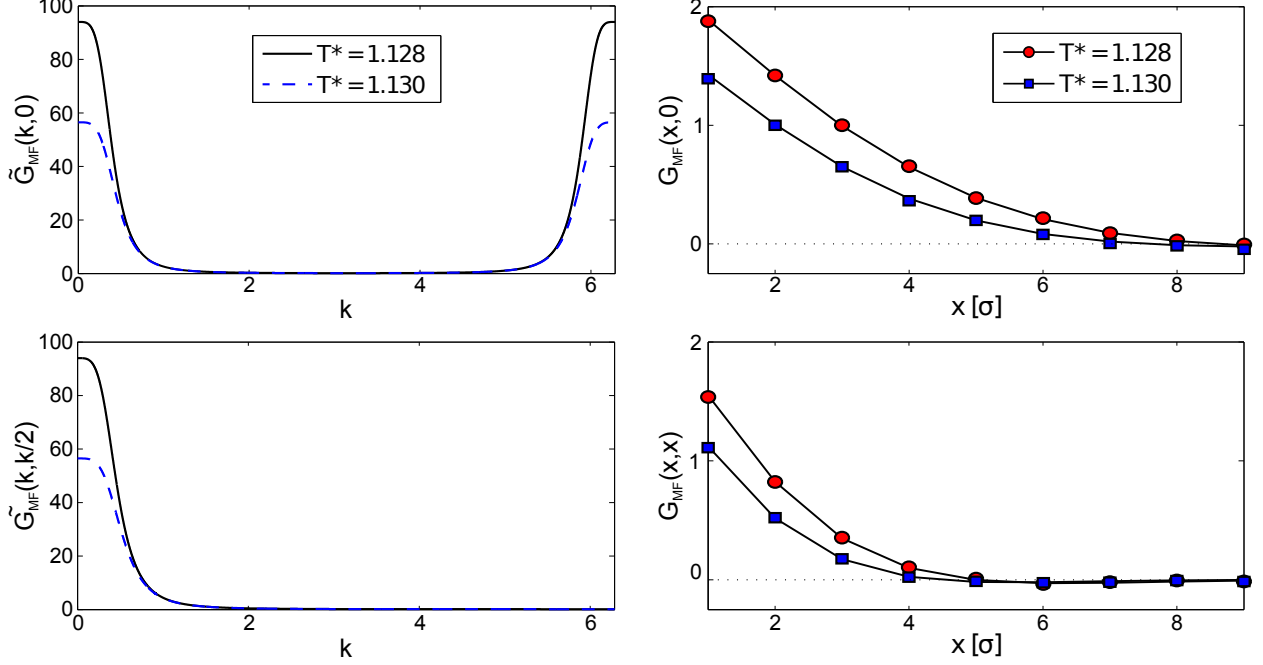 100
80
60
40
20
0
0
2
4
6
G̃MF(k,0)
k
T* = 1.128
T* = 1.130
2
1
0
2
4
6
8
GMF(x,0)
x [σ]
T* = 1.128
T* = 1.130
100
80
60
40
20
0
0
2
4
6
G̃MF(k,k/2)
k
2
1
0
2
4
6
8
GMF(x,x)
x [σ]